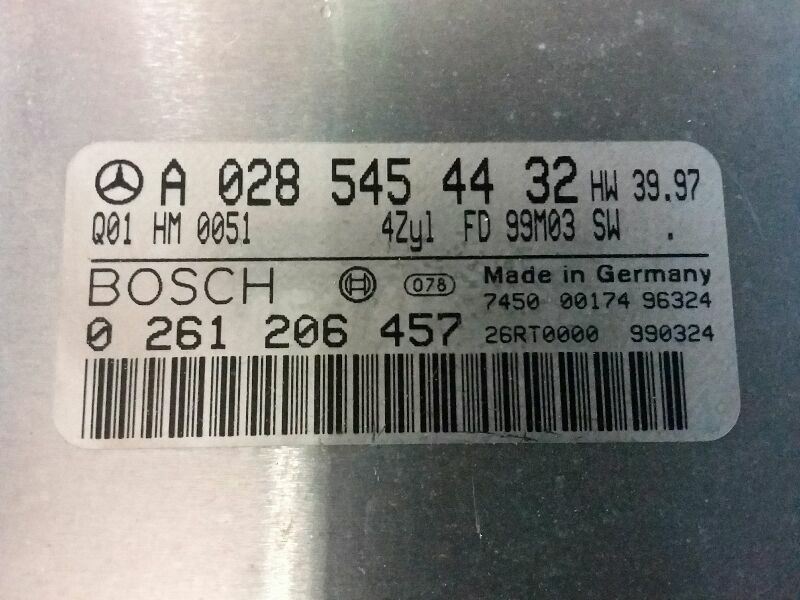 A 028 545 44 32 HW 39.97
Q01 HM 0051 4Zyl FD 99M03 SW .
BOSCH 078 Made in Germany
7450 00174 96324
0 261 206 457 26RT0000 990324